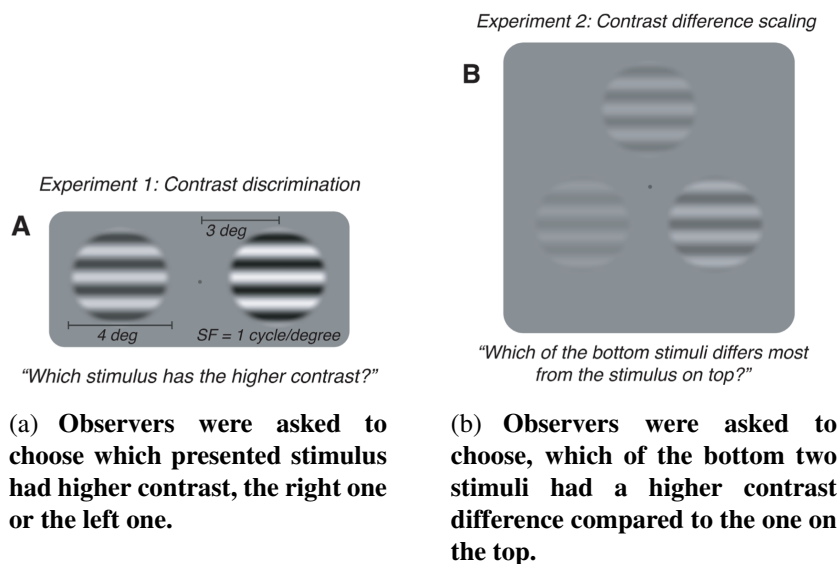 Experiment 2: Contrast difference scaling
B
Experiment 1: Contrast discrimination
A
3 deg
4 deg
SF = 1 cycle/degree
"Which stimulus has the higher contrast?"
"Which of the bottom stimuli differs most
from the stimulus on top?"
(a) Observers were asked to
choose which presented stimulus
had higher contrast, the right one
or the left one.
(b) Observers were asked to
choose, which of the bottom two
stimuli had a higher contrast
difference compared to the one on
the top.